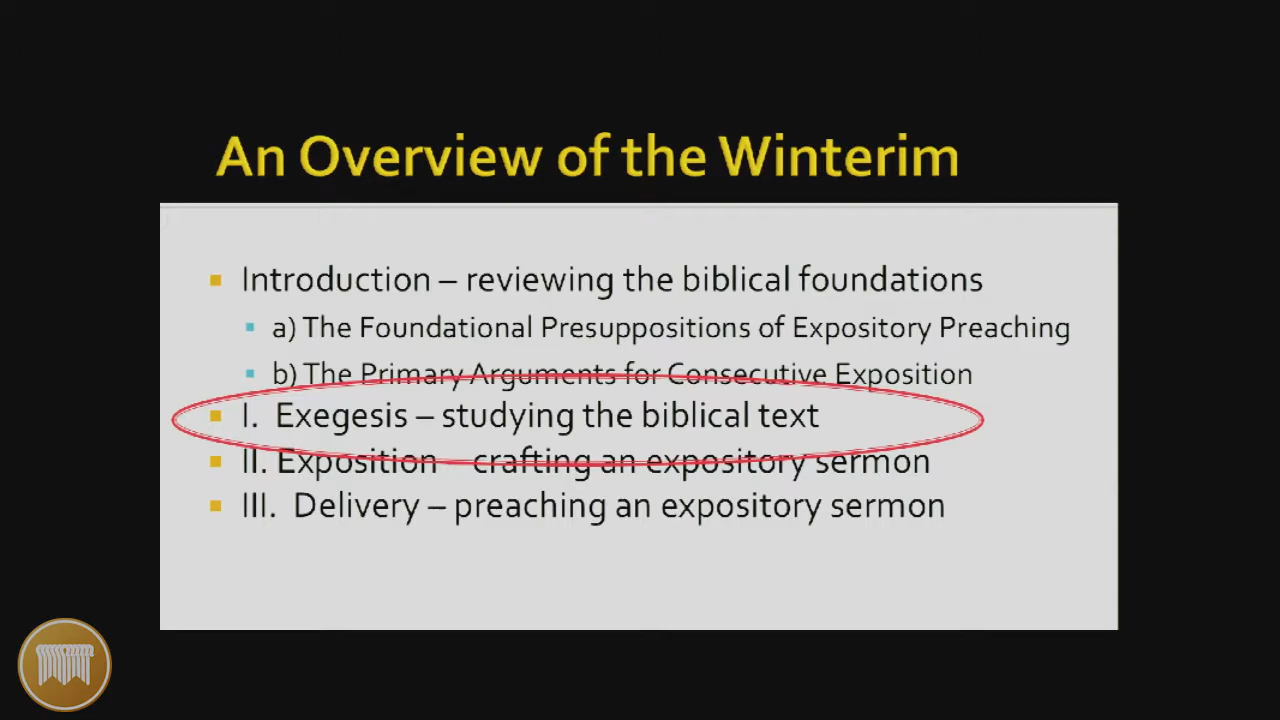 An Overview of the Winterim
Introduction – reviewing the biblical foundations
a) The Foundational Presuppositions of Expository Preaching
b) The Primary Arguments for Consecutive Exposition
I. Exegesis – studying the biblical text
II. Exposition – crafting an expository sermon
III. Delivery – preaching an expository sermon